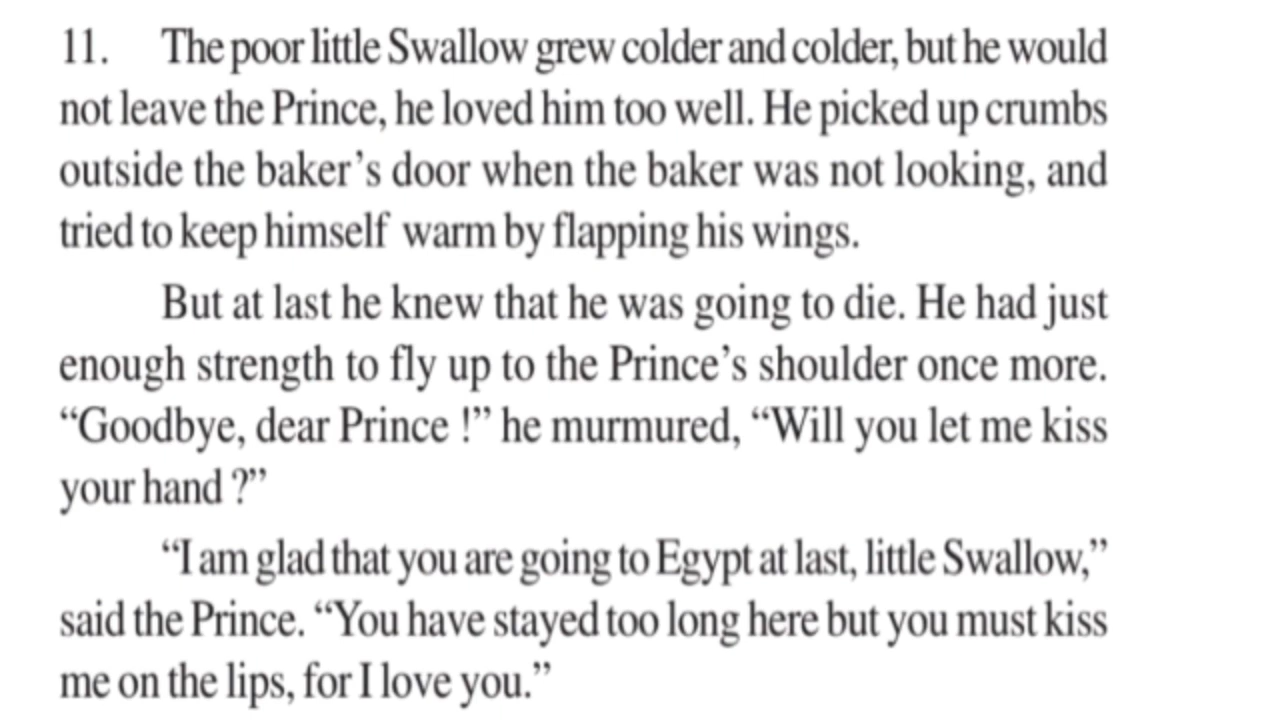 11. The poor little Swallow grew colder and colder, but he would
not leave the Prince, he loved him too well. He picked up crumbs
outside the baker’s door when the baker was not looking, and
tried to keep himself warm by flapping his wings.
But at last he knew that he was going to die. He had just
enough strength to fly up to the Prince’s shoulder once more.
“Goodbye, dear Prince !” he murmured, “Will you let me kiss
your hand ?”
“I am glad that you are going to Egypt at last, little Swallow,”
said the Prince. “You have stayed too long here but you must kiss
me on the lips, for I love you.”